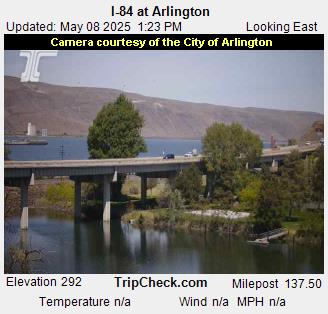 I-84 at Arlington
Updated: May 08 2025 1:23 PM Looking East
Camera courtesy of the City of Arlington
Elevation 292 TripCheck.com Milepost 137.50
Temperature n/a Wind n/a MPH n/a